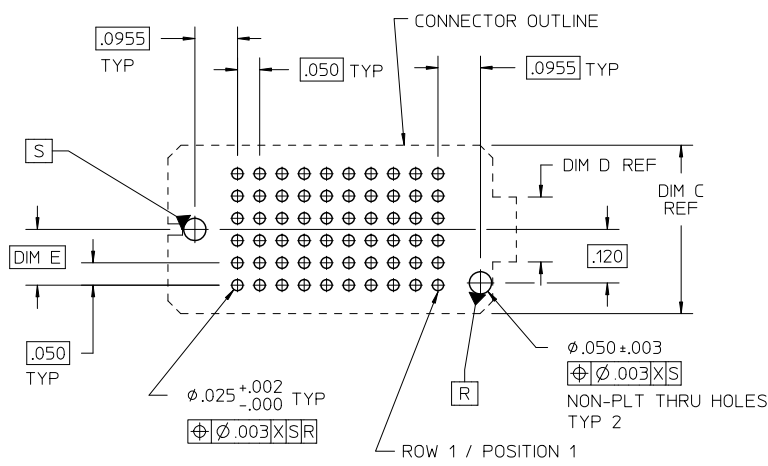 CONNECTOR OUTLINE
.0955
TYP
.050 TYP
.0955 TYP
S
DIM D REF
DIM C
REF
DIM E
.120
.050
TYP
Ø.025 +.002 -.000 TYP
⌖ Ø.003 X S R
R
Ø.050 ±.003
⌖ Ø.003 X S
NON-PLT THRU HOLES
TYP 2
ROW 1 / POSITION 1